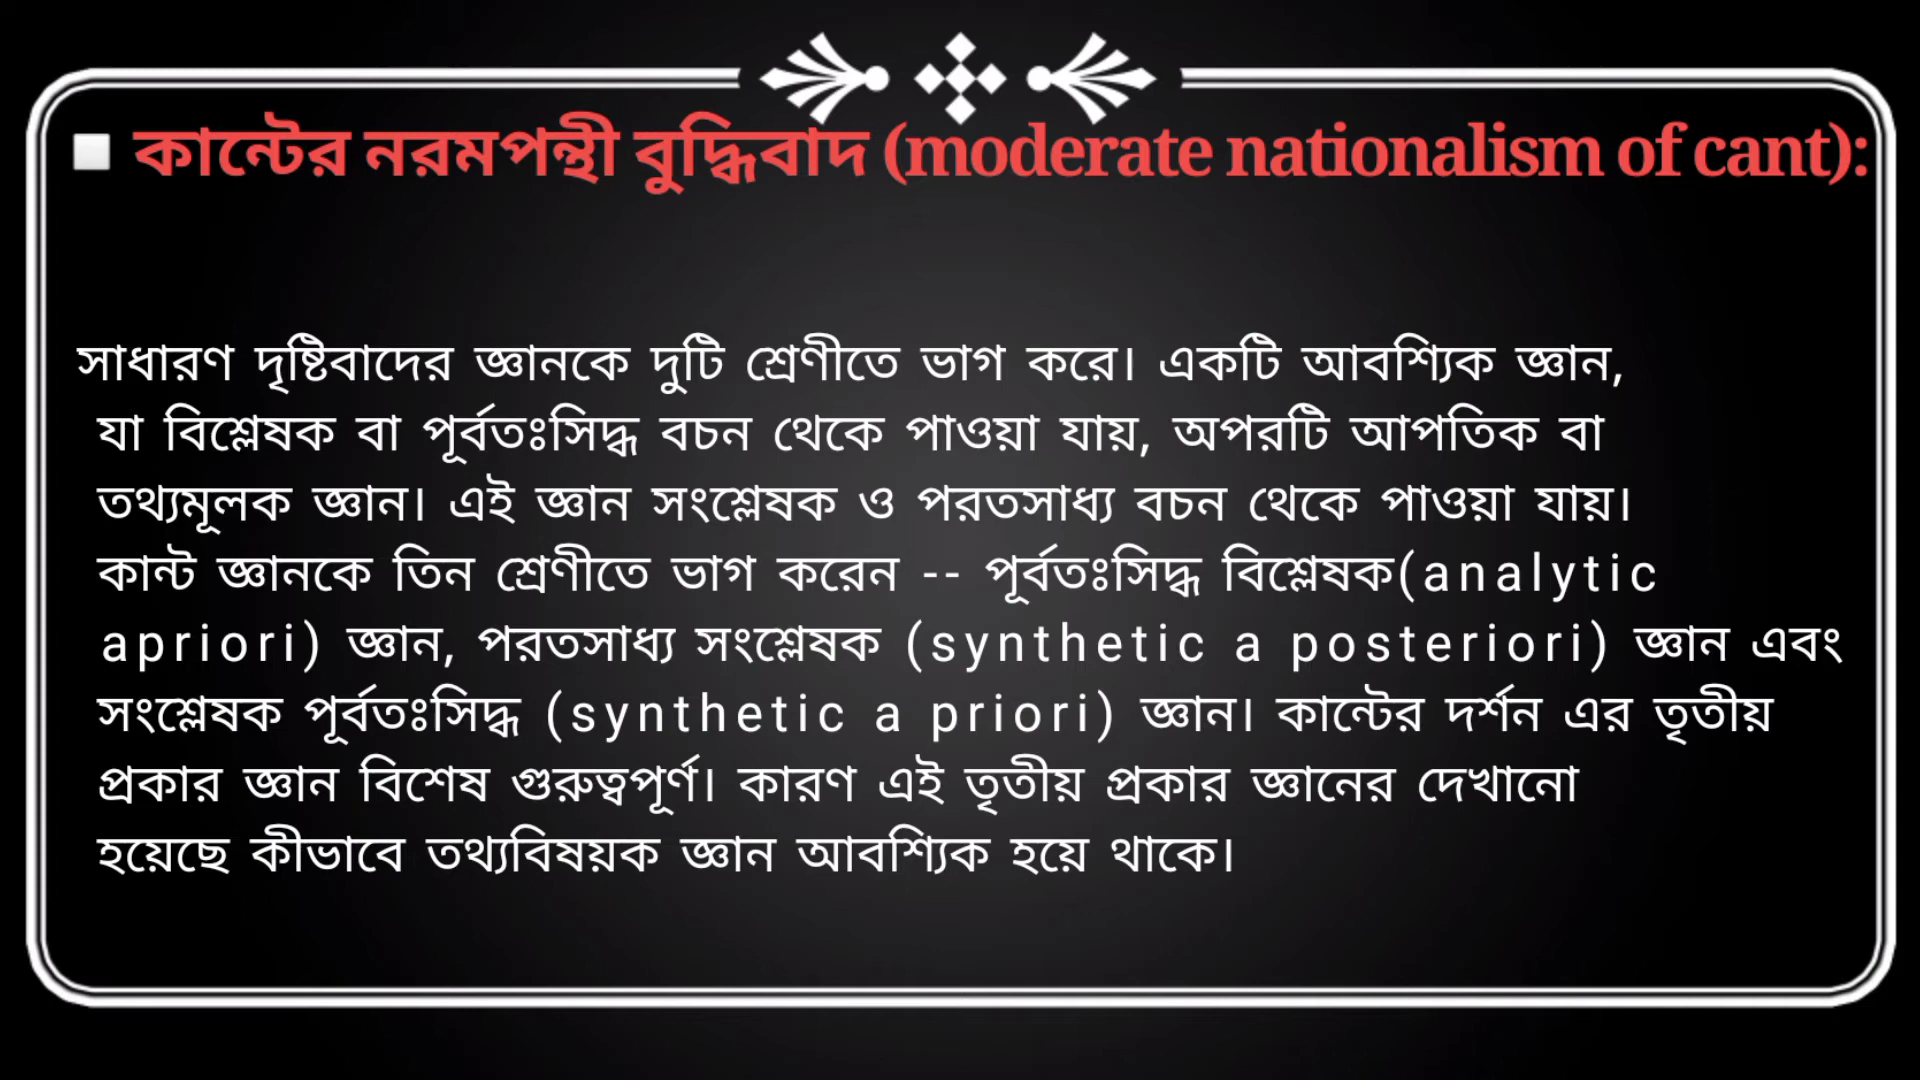 কান্টের নরমপন্থী বুদ্ধিবাদ (moderate nationalism of cant):
সাধারণ দৃষ্টিবাদের জ্ঞানকে দুটি শ্রেণীতে ভাগ করে। একটি আবশ্যিক জ্ঞান,
যা বিশ্লেষক বা পূর্বতঃসিদ্ধ বচন থেকে পাওয়া যায়, অপরটি আপতিক বা
তথ্যমূলক জ্ঞান। এই জ্ঞান সংশ্লেষক ও পরতসাধ্য বচন থেকে পাওয়া যায়।
কান্ট জ্ঞানকে তিন শ্রেণীতে ভাগ করেন -- পূর্বতঃসিদ্ধ বিশ্লেষক(analytic
apriori) জ্ঞান, পরতসাধ্য সংশ্লেষক (synthetic a posteriori) জ্ঞান এবং
সংশ্লেষক পূর্বতঃসিদ্ধ (synthetic a priori) জ্ঞান। কান্টের দর্শন এর তৃতীয়
প্রকার জ্ঞান বিশেষ গুরুত্বপূর্ণ। কারণ এই তৃতীয় প্রকার জ্ঞানের দেখানো
হয়েছে কীভাবে তথ্যবিষয়ক জ্ঞান আবশ্যিক হয়ে থাকে।